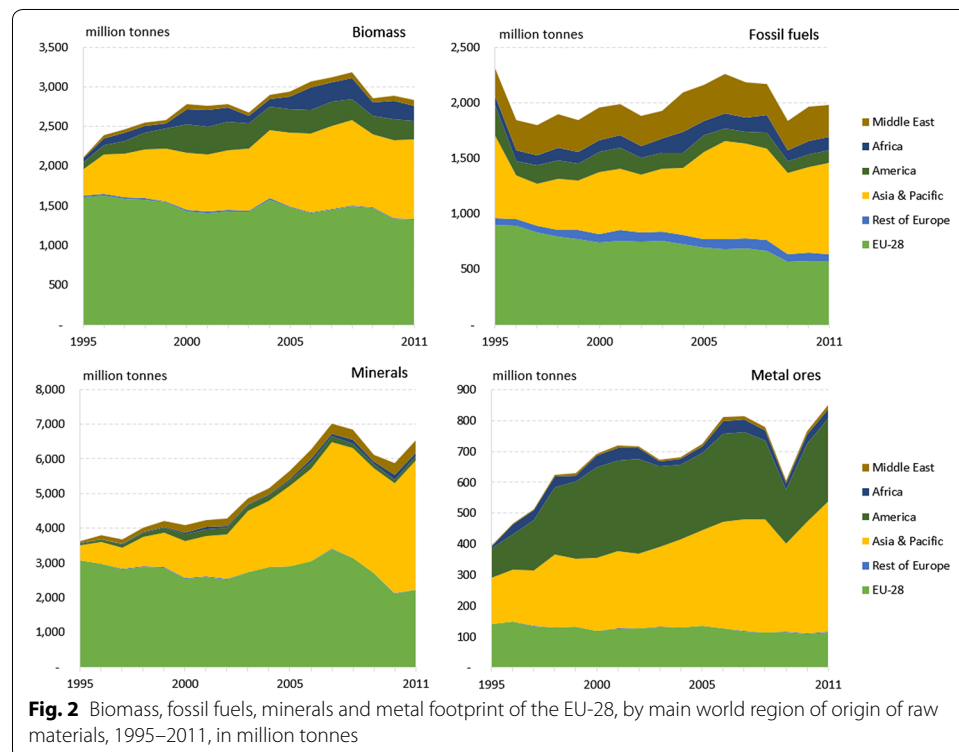 million tonnes
Biomass
3,500
3,000
2,500
2,000
1,500
1,000
500
-
1995
2000
2005
2011
million tonnes
Fossil fuels
2,500
2,000
1,500
1,000
500
-
1995
2000
2005
2011
Middle East
Africa
America
Asia & Pacific
Rest of Europe
EU-28
million tonnes
Minerals
8,000
7,000
6,000
5,000
4,000
3,000
2,000
1,000
-
1995
2000
2005
2011
million tonnes
Metal ores
900
800
700
600
500
400
300
200
100
-
1995
2000
2005
2011
Middle East
Africa
America
Asia & Pacific
Rest of Europe
EU-28
Fig. 2 Biomass, fossil fuels, minerals and metal footprint of the EU-28, by main world region of origin of raw
materials, 1995–2011, in million tonnes